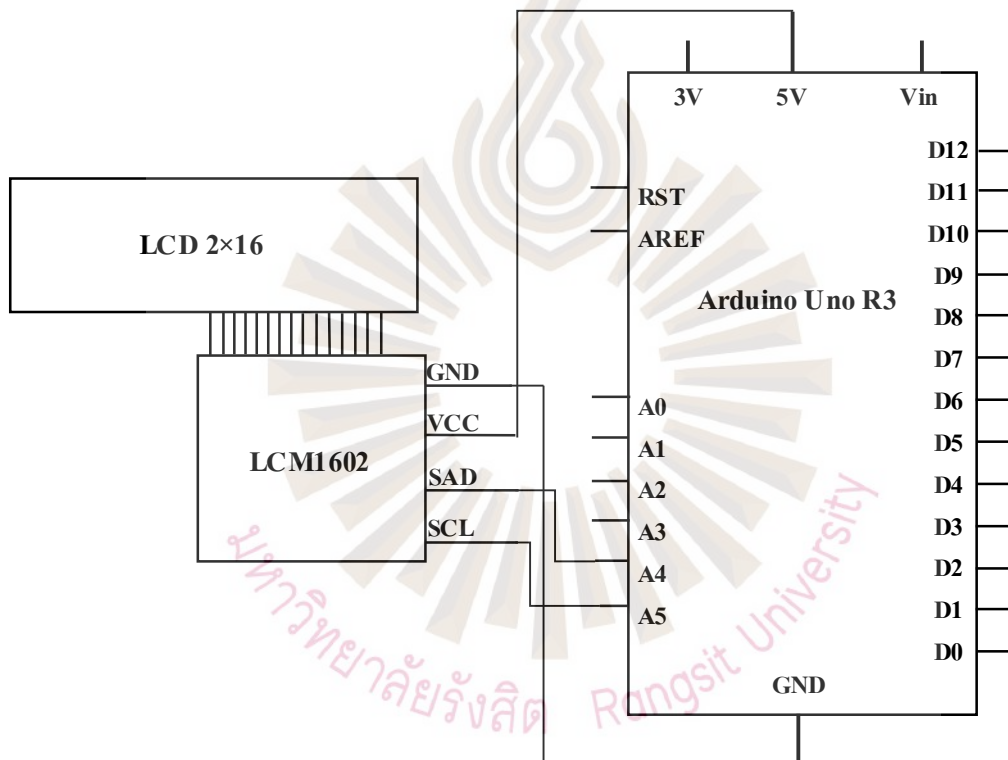 3V
5V
Vin
D12
D11
D10
D9
D8
D7
D6
D5
D4
D3
D2
D1
D0
RST
AREF
Arduino Uno R3
A0
A1
A2
A3
A4
A5
GND
LCD 2×16
LCM1602
GND
VCC
SAD
SCL
มหาวิทยาลัยรังสิต Rangsit University